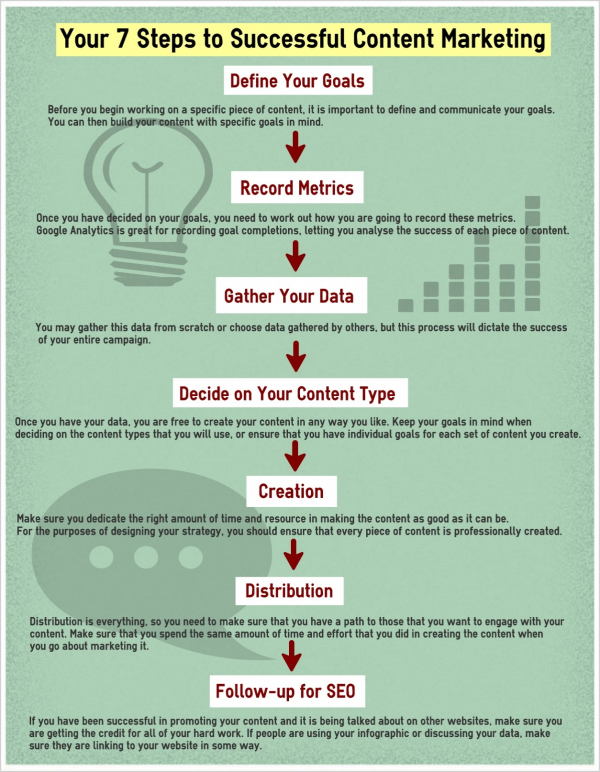 Your 7 Steps to Successful Content Marketing
Define Your Goals
Before you begin working on a specific piece of content, it is important to define and communicate your goals.
You can then build your content with specific goals in mind.
Record Metrics
Once you have decided on your goals, you need to work out how you are going to record these metrics.
Google Analytics is great for recording goal completions, letting you analyse the success of each piece of content.
Gather Your Data
You may gather this data from scratch or choose data gathered by others, but this process will dictate the success
of your entire campaign.
Decide on Your Content Type
Once you have your data, you are free to create your content in any way you like. Keep your goals in mind when
deciding on the content types that you will use, or ensure that you have individual goals for each set of content you create.
Creation
Make sure you dedicate the right amount of time and resource in making the content as good as it can be.
For the purposes of designing your strategy, you should ensure that every piece of content is professionally created.
Distribution
Distribution is everything, so you need to make sure that you have a path to those that you want to engage with your
content. Make sure that you spend the same amount of time and effort that you did in creating the content when
you go about marketing it.
Follow-up for SEO
If you have been successful in promoting your content and it is being talked about on other websites, make sure you
are getting the credit for all of your hard work. If people are using your infographic or discussing your data, make
sure they are linking to your website in some way.